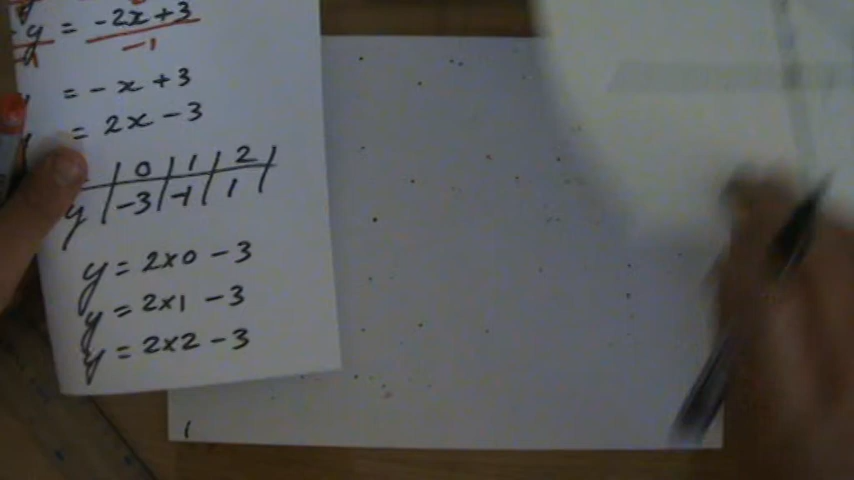 y = -2x+3
-1
= - x +3
= 2x -3
| 0 | 1 | 2 |
y | -3 | -1 | 1 |
y = 2x0 -3
y = 2x1 -3
y = 2x2 -3